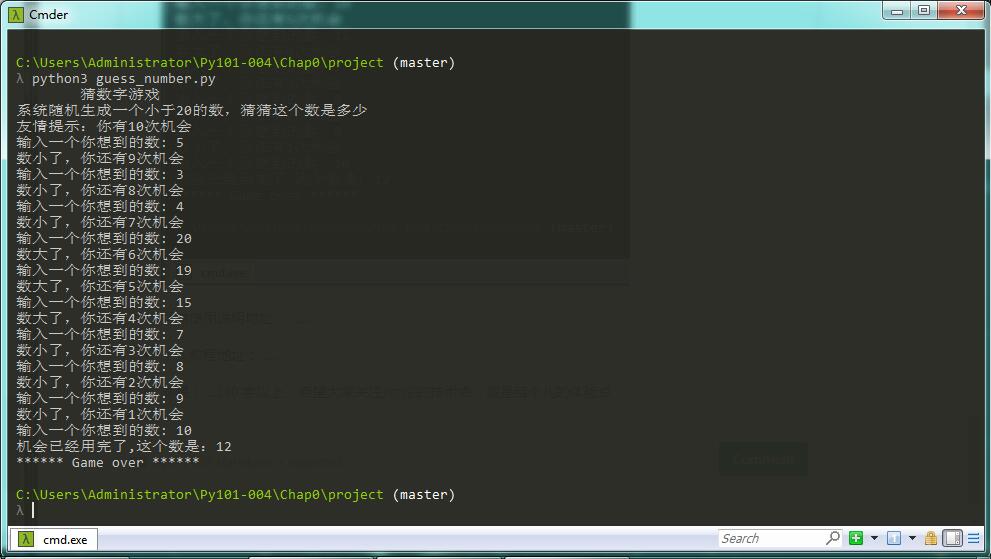 Cmder
C:\Users\Administrator\Py101-004\Chap0\project (master)
λ python3 guess_number.py
猜数字游戏
系统随机生成一个小于20的数，猜猜这个数是多少
友情提示：你有10次机会
输入一个你想到的数: 5
数小了，你还有9次机会
输入一个你想到的数: 3
数小了，你还有8次机会
输入一个你想到的数: 4
数小了，你还有7次机会
输入一个你想到的数: 20
数大了，你还有6次机会
输入一个你想到的数: 19
数大了，你还有5次机会
输入一个你想到的数: 15
数大了，你还有4次机会
输入一个你想到的数: 7
数小了，你还有3次机会
输入一个你想到的数: 8
数小了，你还有2次机会
输入一个你想到的数: 9
数小了，你还有1次机会
输入一个你想到的数: 10
机会已经用完了,这个数是：12
****** Game over ******
C:\Users\Administrator\Py101-004\Chap0\project (master)
λ
λ cmd.exe
Search